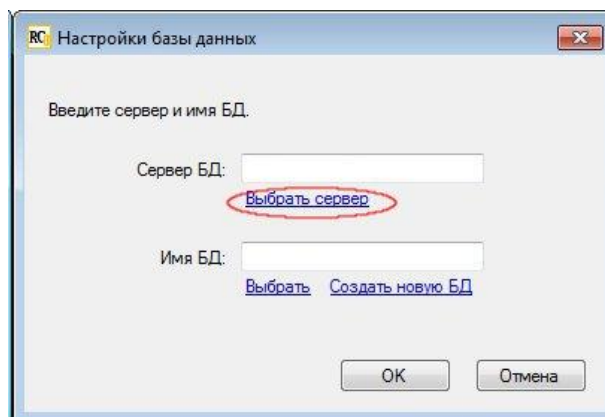 RC Настройки базы данных
Введите сервер и имя БД.
Сервер БД:
Выбрать сервер
Имя БД:
Выбрать Создать новую БД
OK Отмена